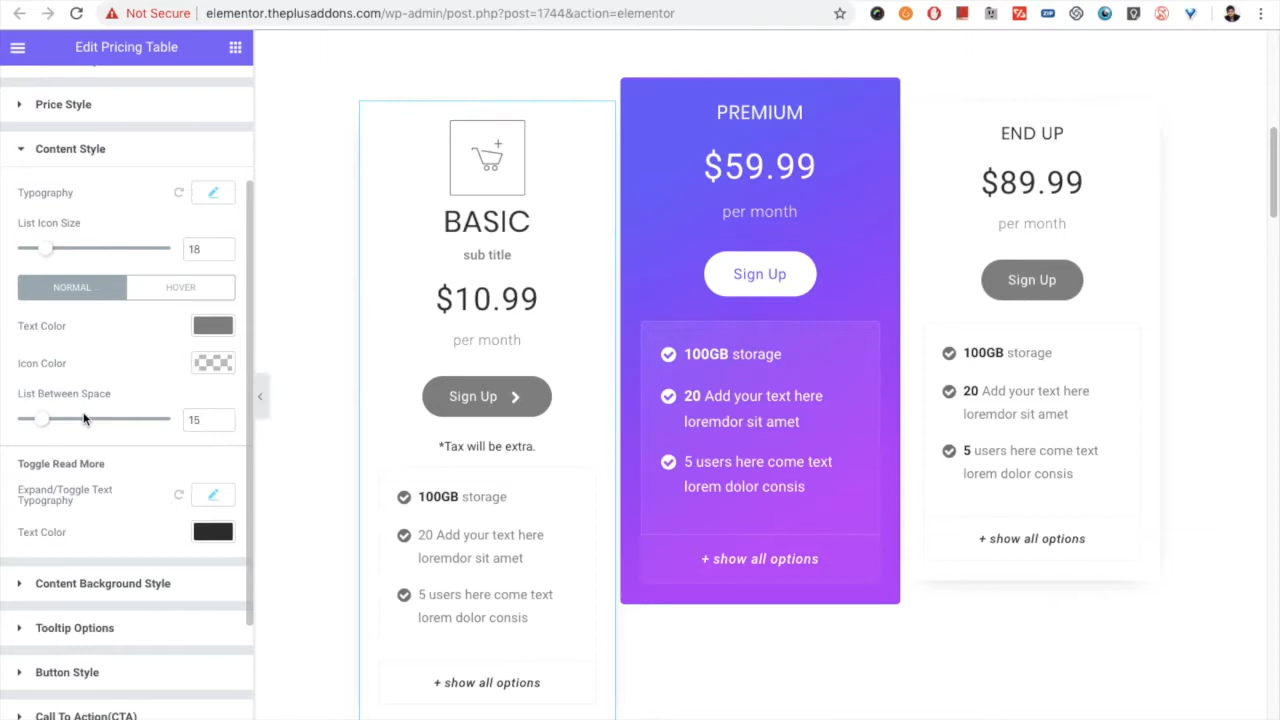 Not Secure
elementor.theplusaddons.com/wp-admin/post.php?post=1744&action=elementor
ZIP
Edit Pricing Table
Price Style
Content Style
Typography
List Icon Size
18
NORMAL
HOVER
Text Color
Icon Color
List Between Space
15
Toggle Read More
Expand/Toggle Text
Typography
Text Color
Content Background Style
Tooltip Options
Button Style
Call To Action(CTA)
BASIC
sub title
$10.99
per month
Sign Up
*Tax will be extra.
100GB storage
20 Add your text here
loremdor sit amet
5 users here come text
lorem dolor consis
+ show all options
PREMIUM
$59.99
per month
Sign Up
100GB storage
20 Add your text here
loremdor sit amet
5 users here come text
lorem dolor consis
+ show all options
END UP
$89.99
per month
Sign Up
100GB storage
20 Add your text here
loremdor sit amet
5 users here come text
lorem dolor consis
+ show all options